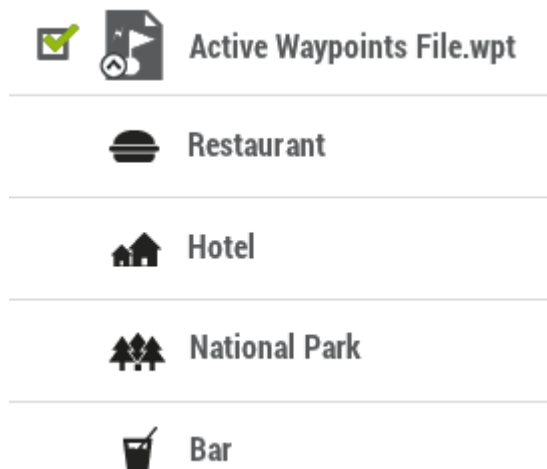 Active Waypoints File.wpt
Restaurant
Hotel
National Park
Bar